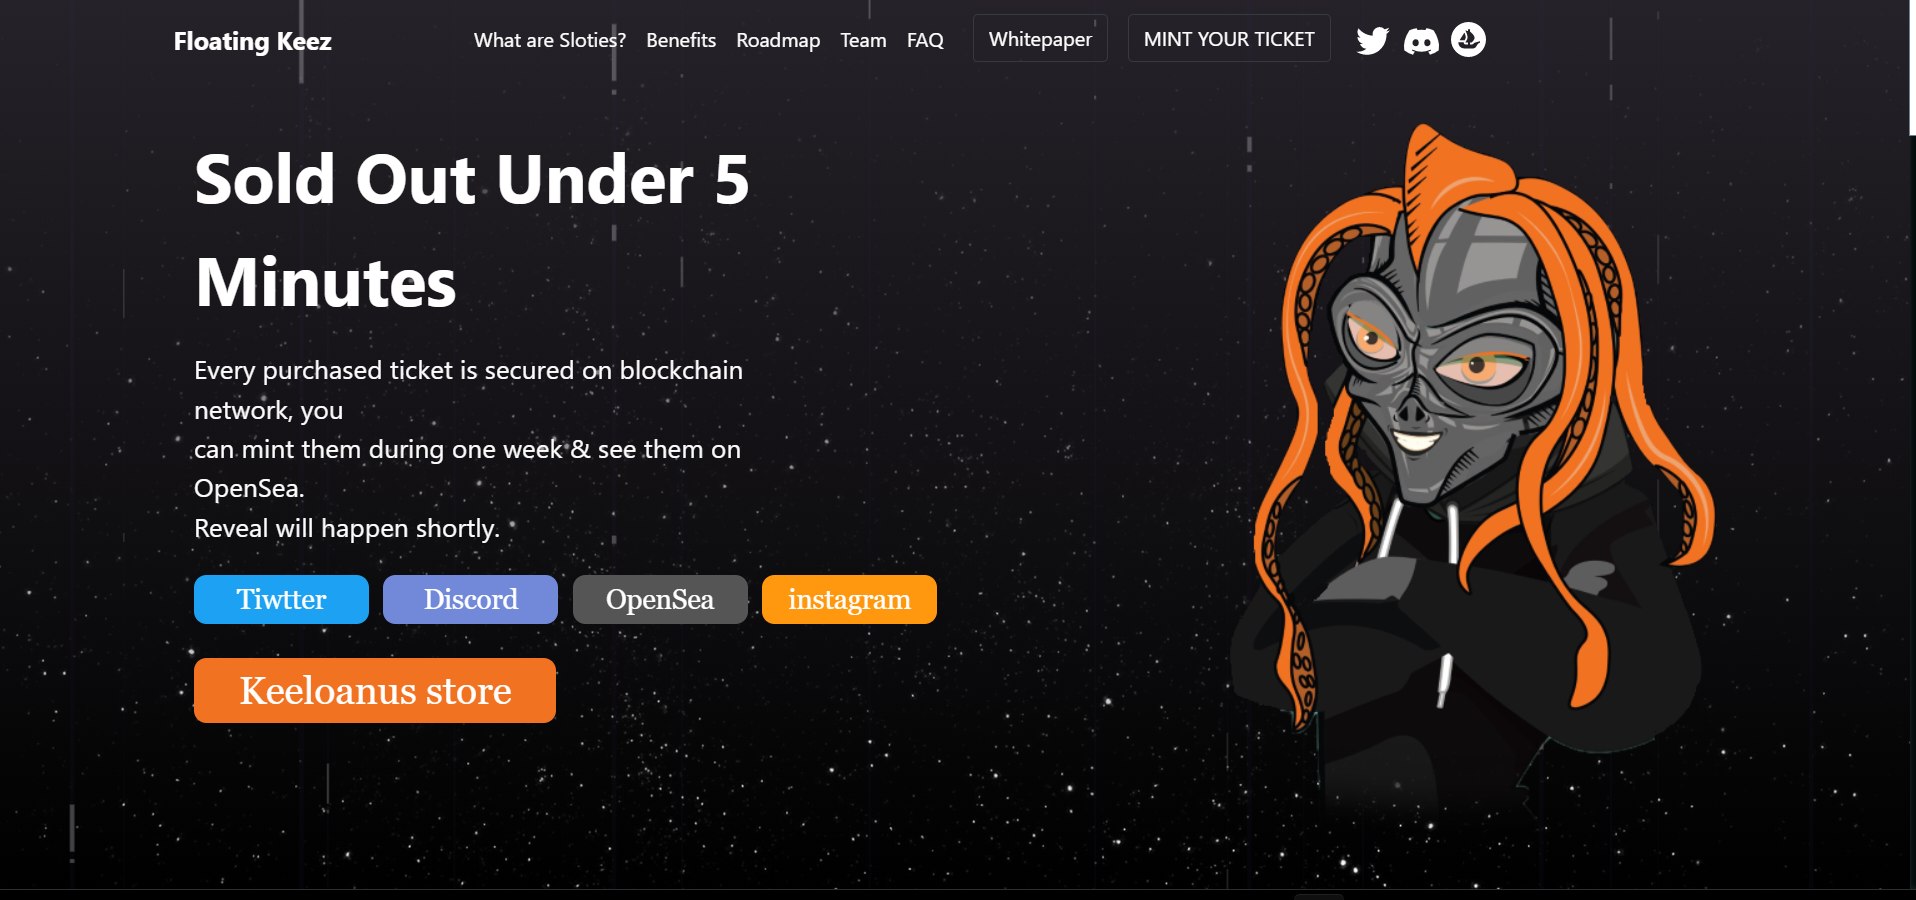 Floating Keez
What are Sloties? Benefits Roadmap Team FAQ Whitepaper MINT YOUR TICKET
Sold Out Under 5
Minutes
Every purchased ticket is secured on blockchain
network, you
can mint them during one week & see them on
OpenSea.
Reveal will happen shortly.
Tiwtter Discord OpenSea instagram
Keeloanus store